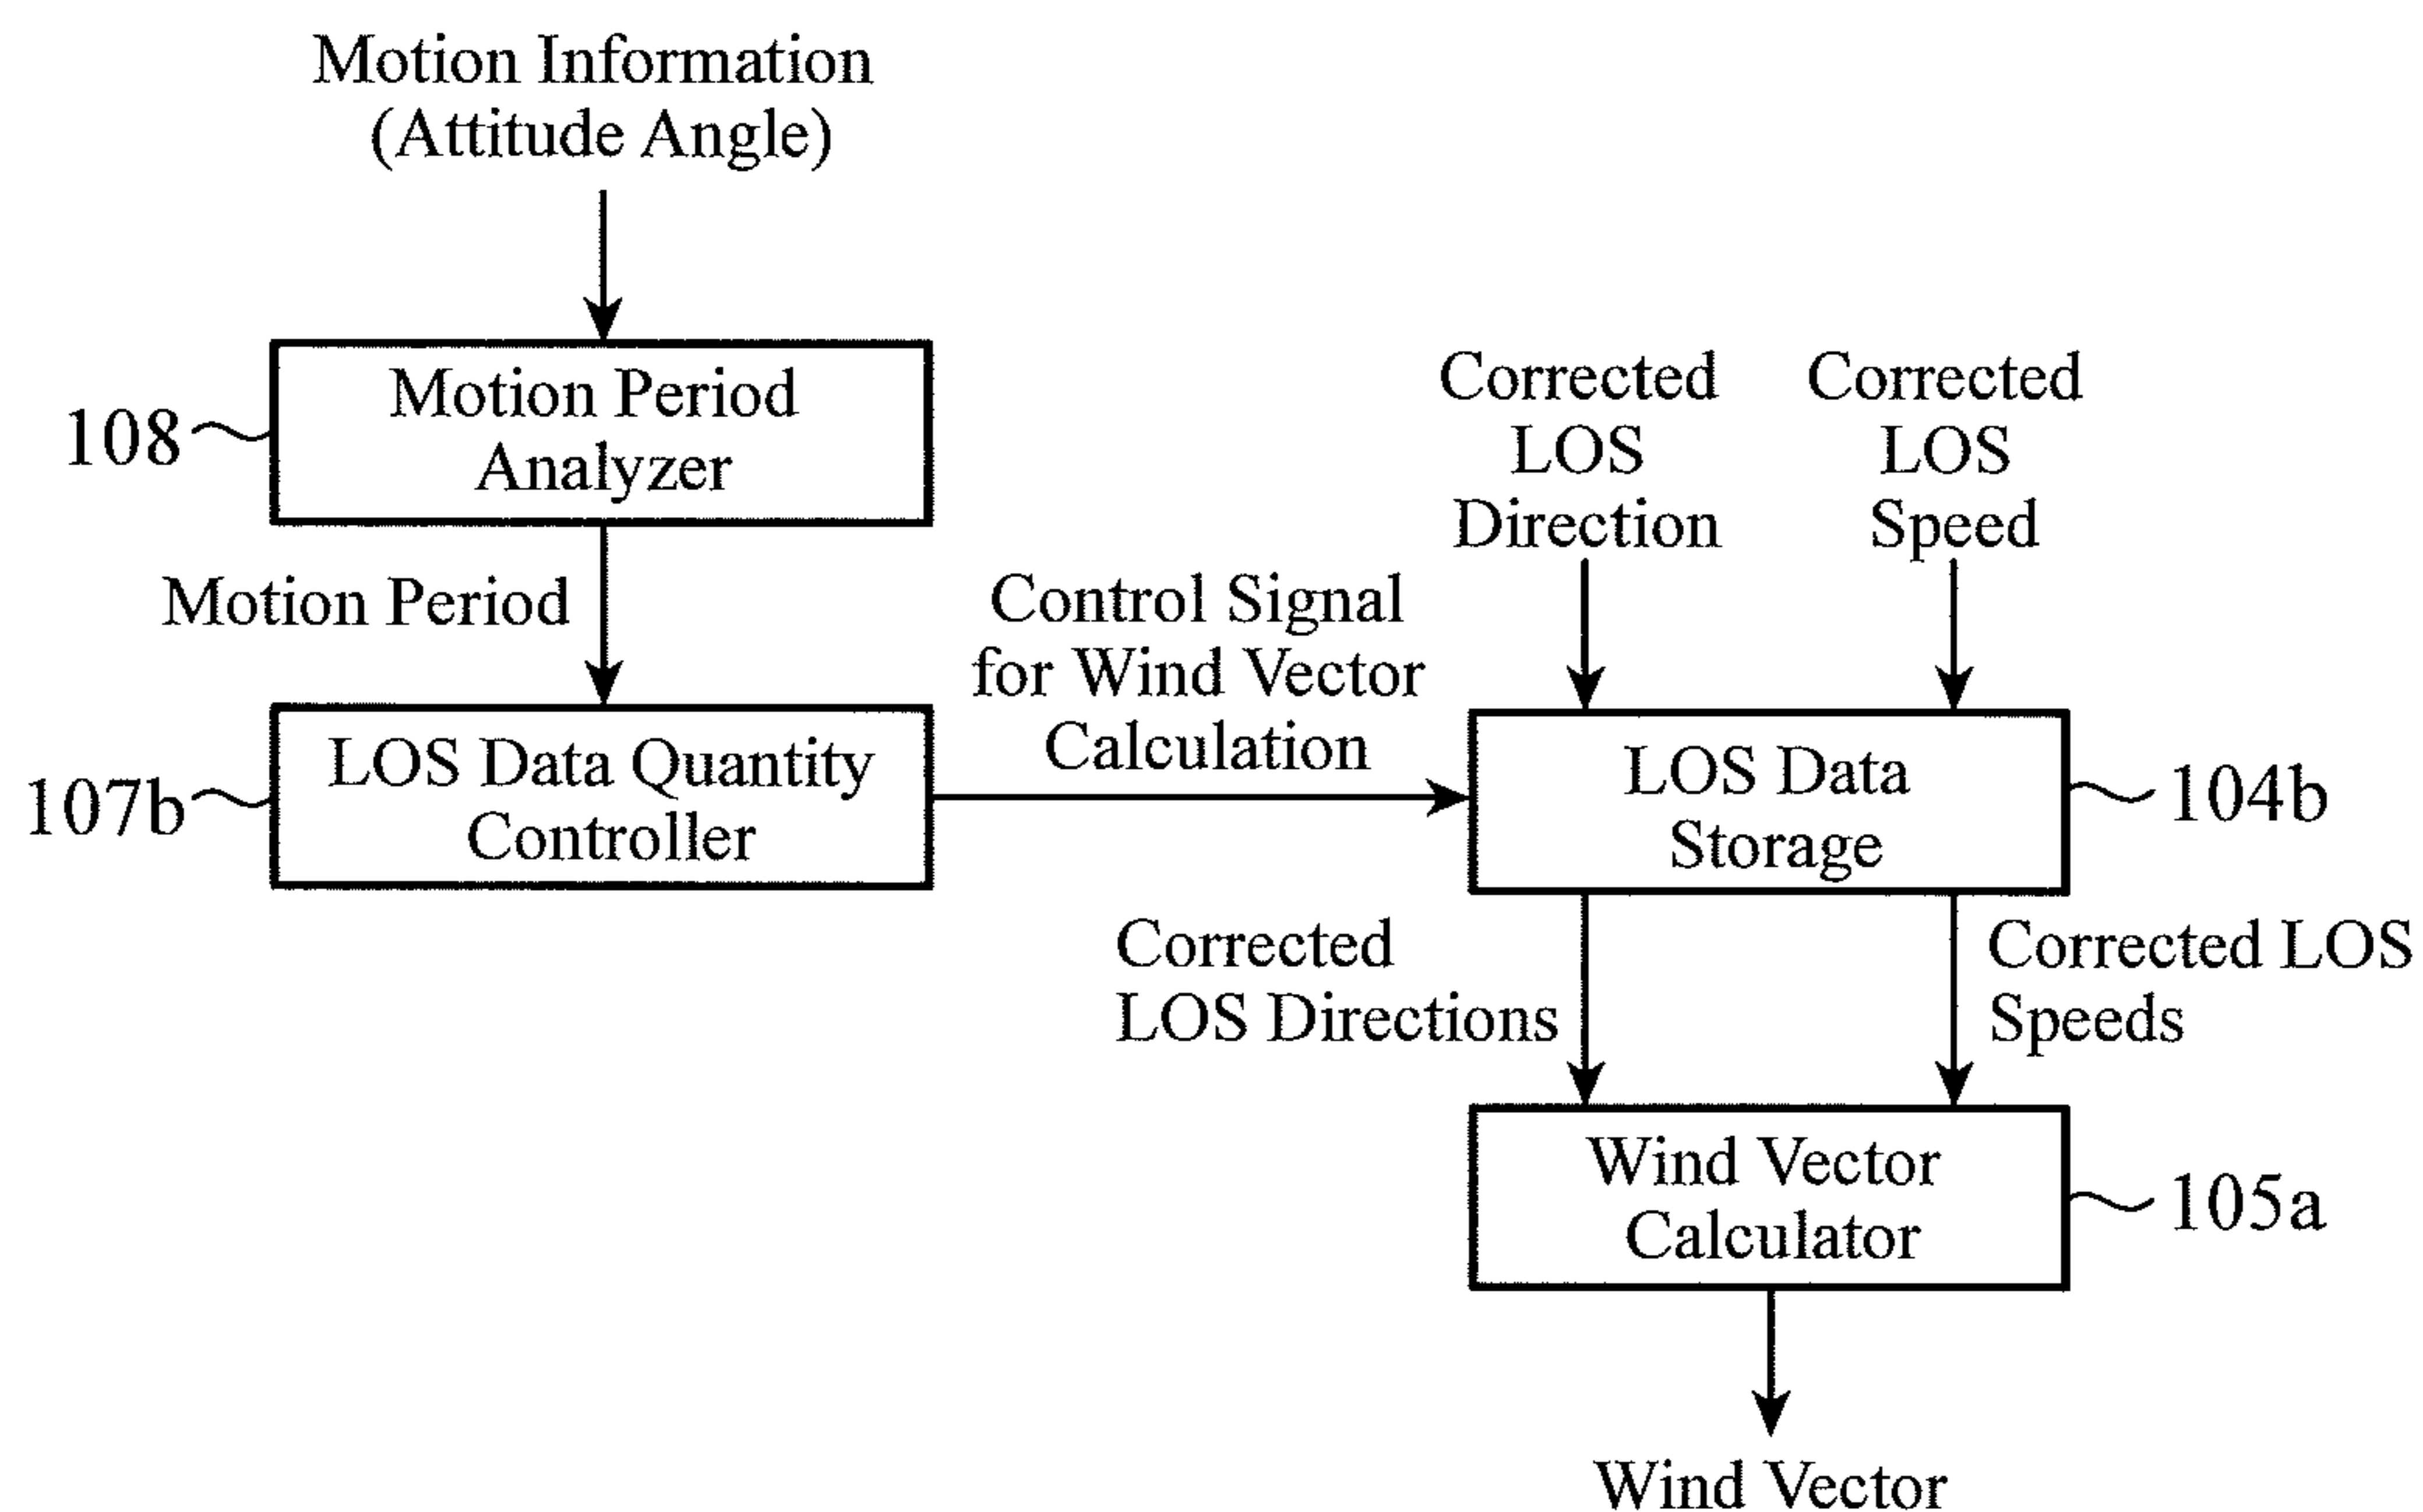 Motion Information
(Attitude Angle)
108
Motion Period
Analyzer
Motion Period
107b
LOS Data Quantity
Controller
Control Signal
for Wind Vector
Calculation
Corrected
LOS
Direction
Corrected
LOS
Speed
LOS Data
Storage
104b
Corrected
LOS Directions
Corrected LOS
Speeds
Wind Vector
Calculator
105a
Wind Vector